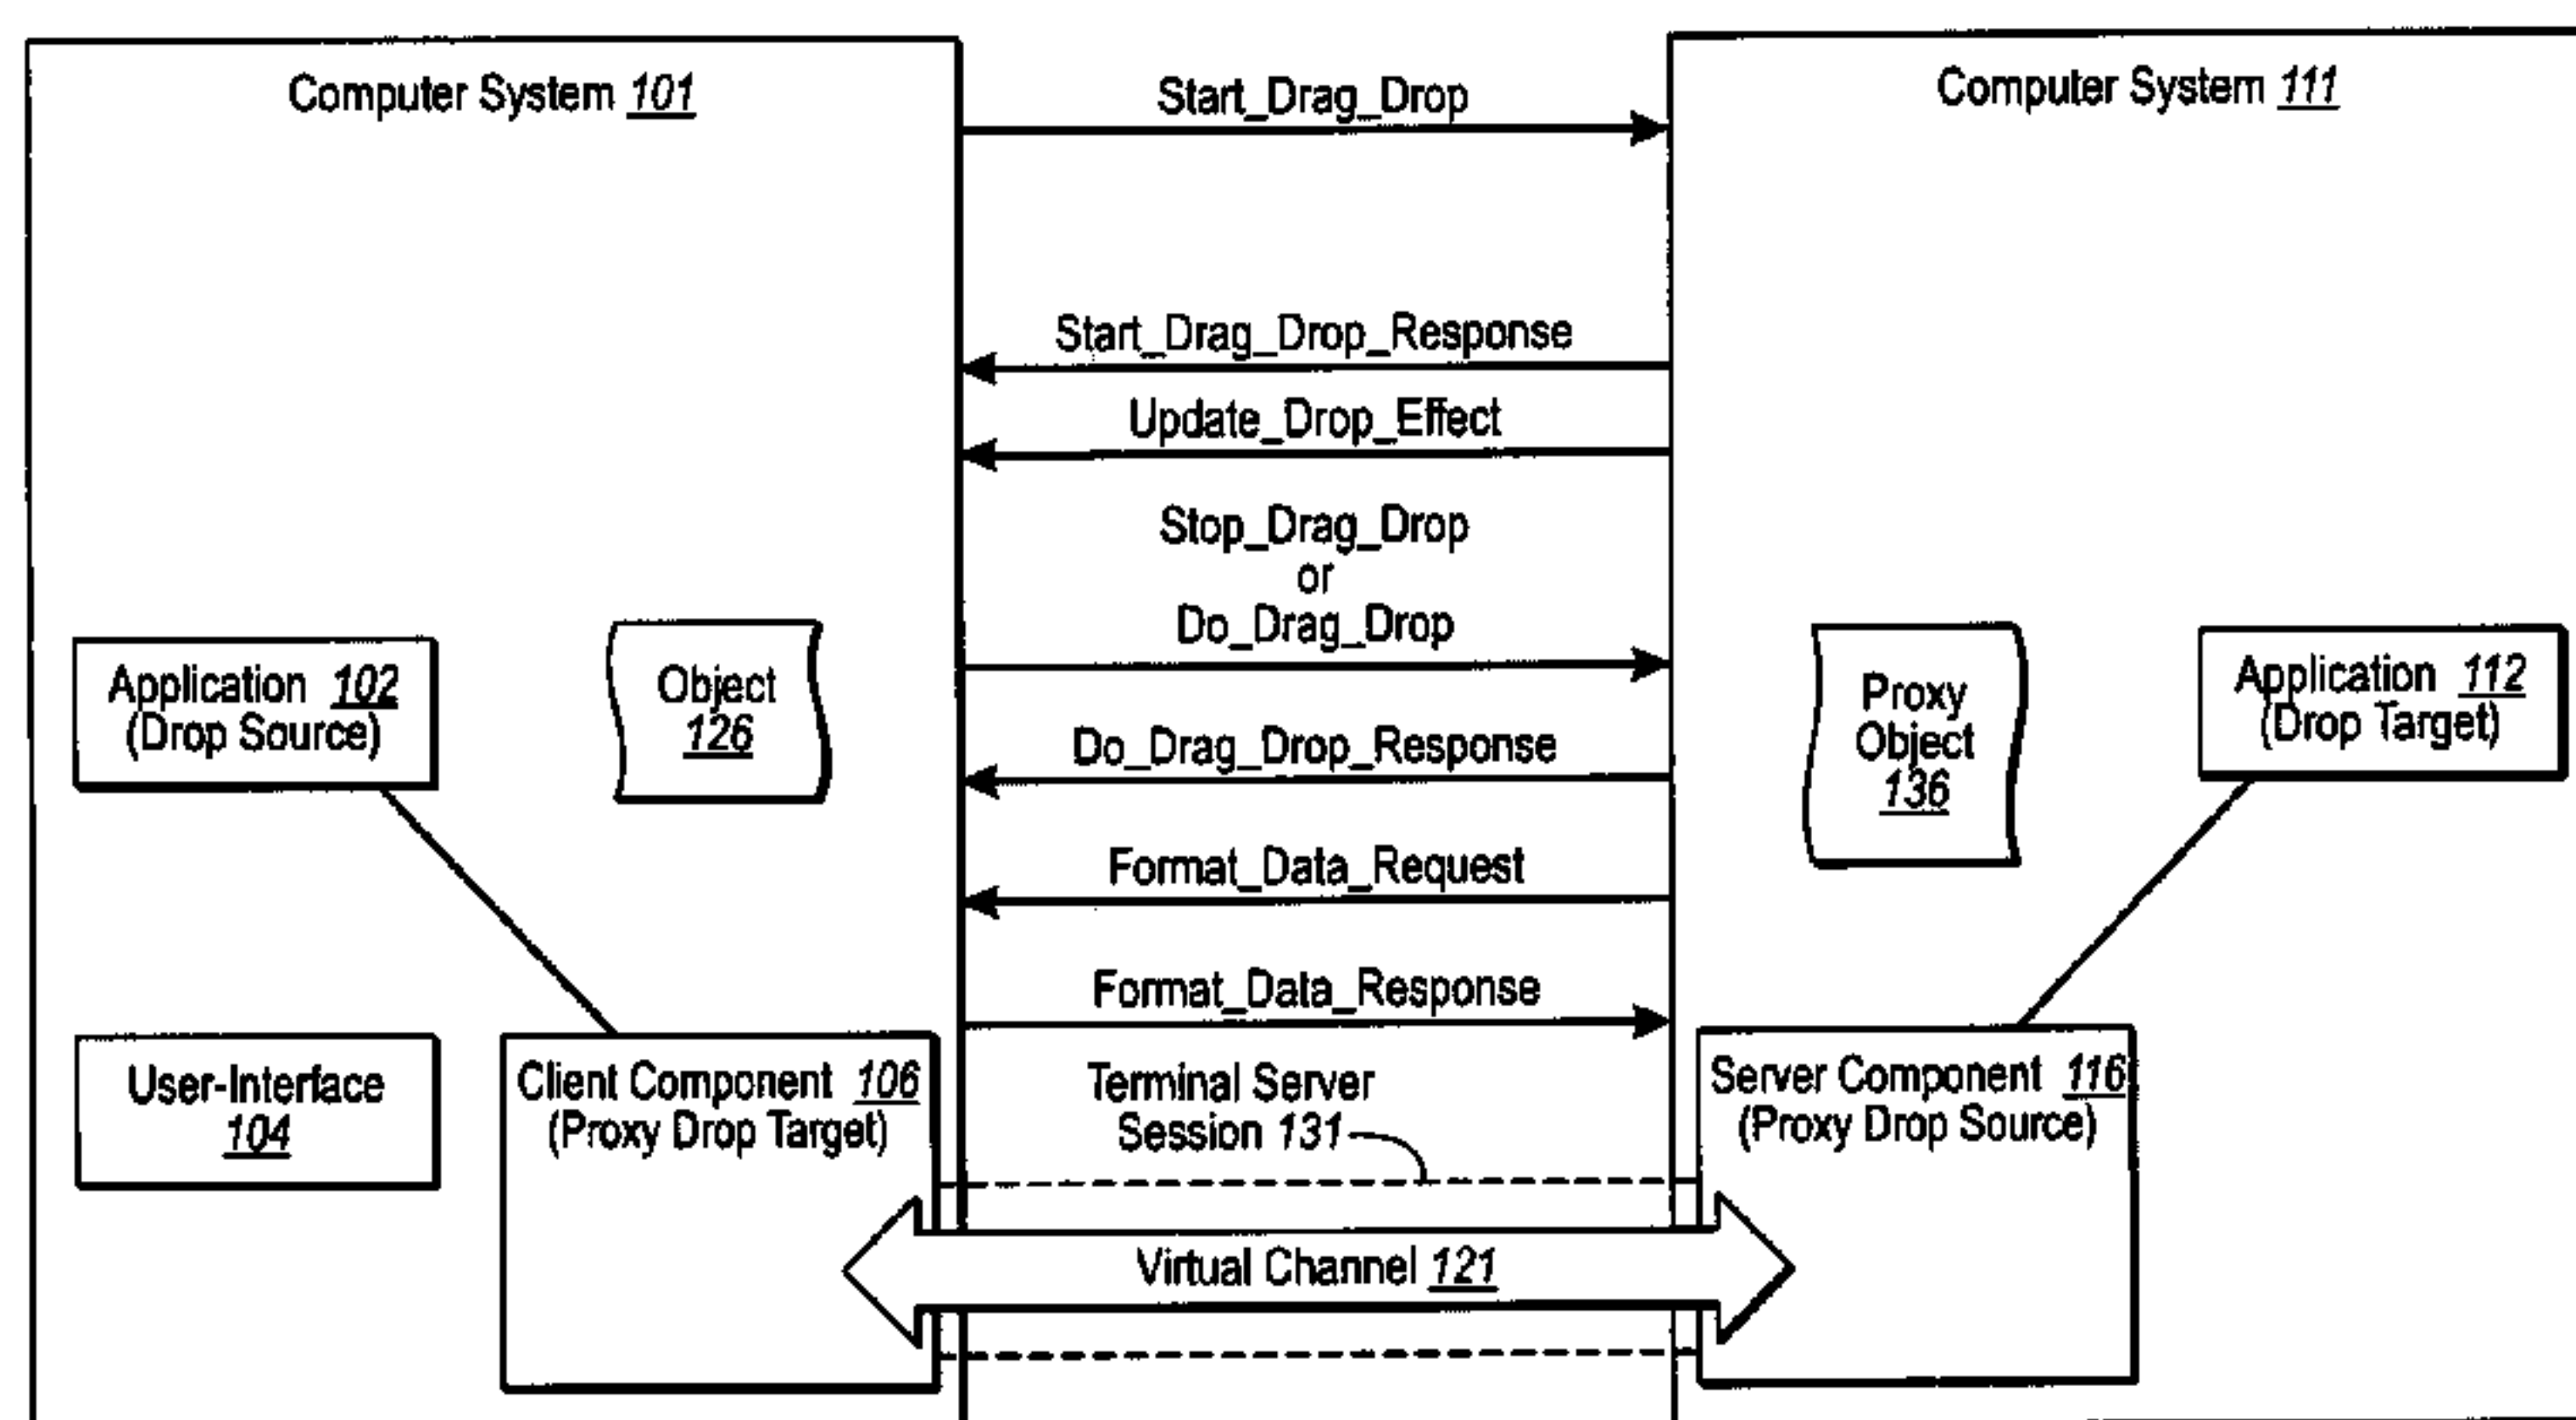 Computer System 101
Start_Drag_Drop
Computer System 111
Start_Drag_Drop_Response
Update_Drop_Effect
Stop_Drag_Drop
or
Do_Drag_Drop
Application 102
(Drop Source)
Object
126
Proxy
Object
136
Application 112
(Drop Target)
Do_Drag_Drop_Response
Format_Data_Request
Format_Data_Response
User-Interface
104
Client Component 106
(Proxy Drop Target)
Terminal Server
Session 131
Server Component 116
(Proxy Drop Source)
Virtual Channel 121